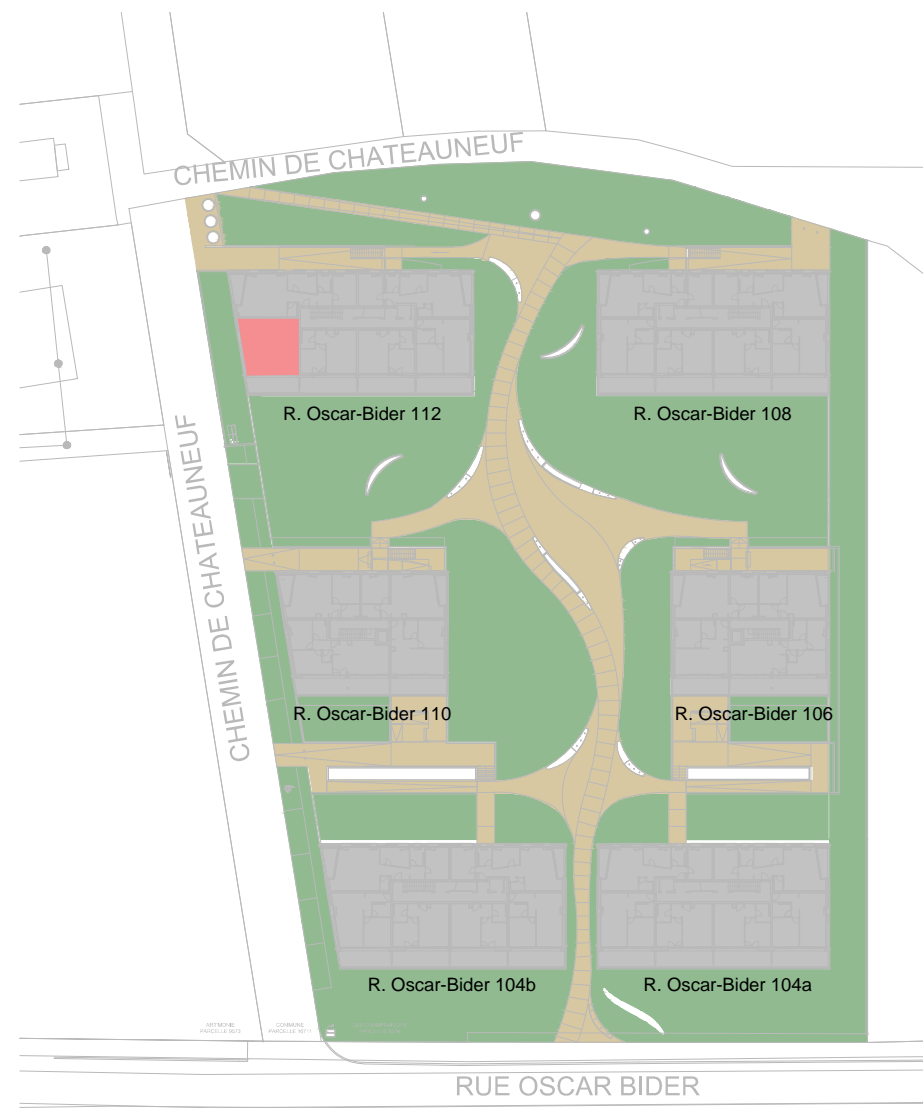 CHEMIN DE CHATEAUNEUF
R. Oscar-Bider 112
R. Oscar-Bider 108
CHEMIN DE CHATEAUNEUF
R. Oscar-Bider 110
R. Oscar-Bider 106
R. Oscar-Bider 104b
R. Oscar-Bider 104a
COMMUNE
RUE OSCAR BIDER